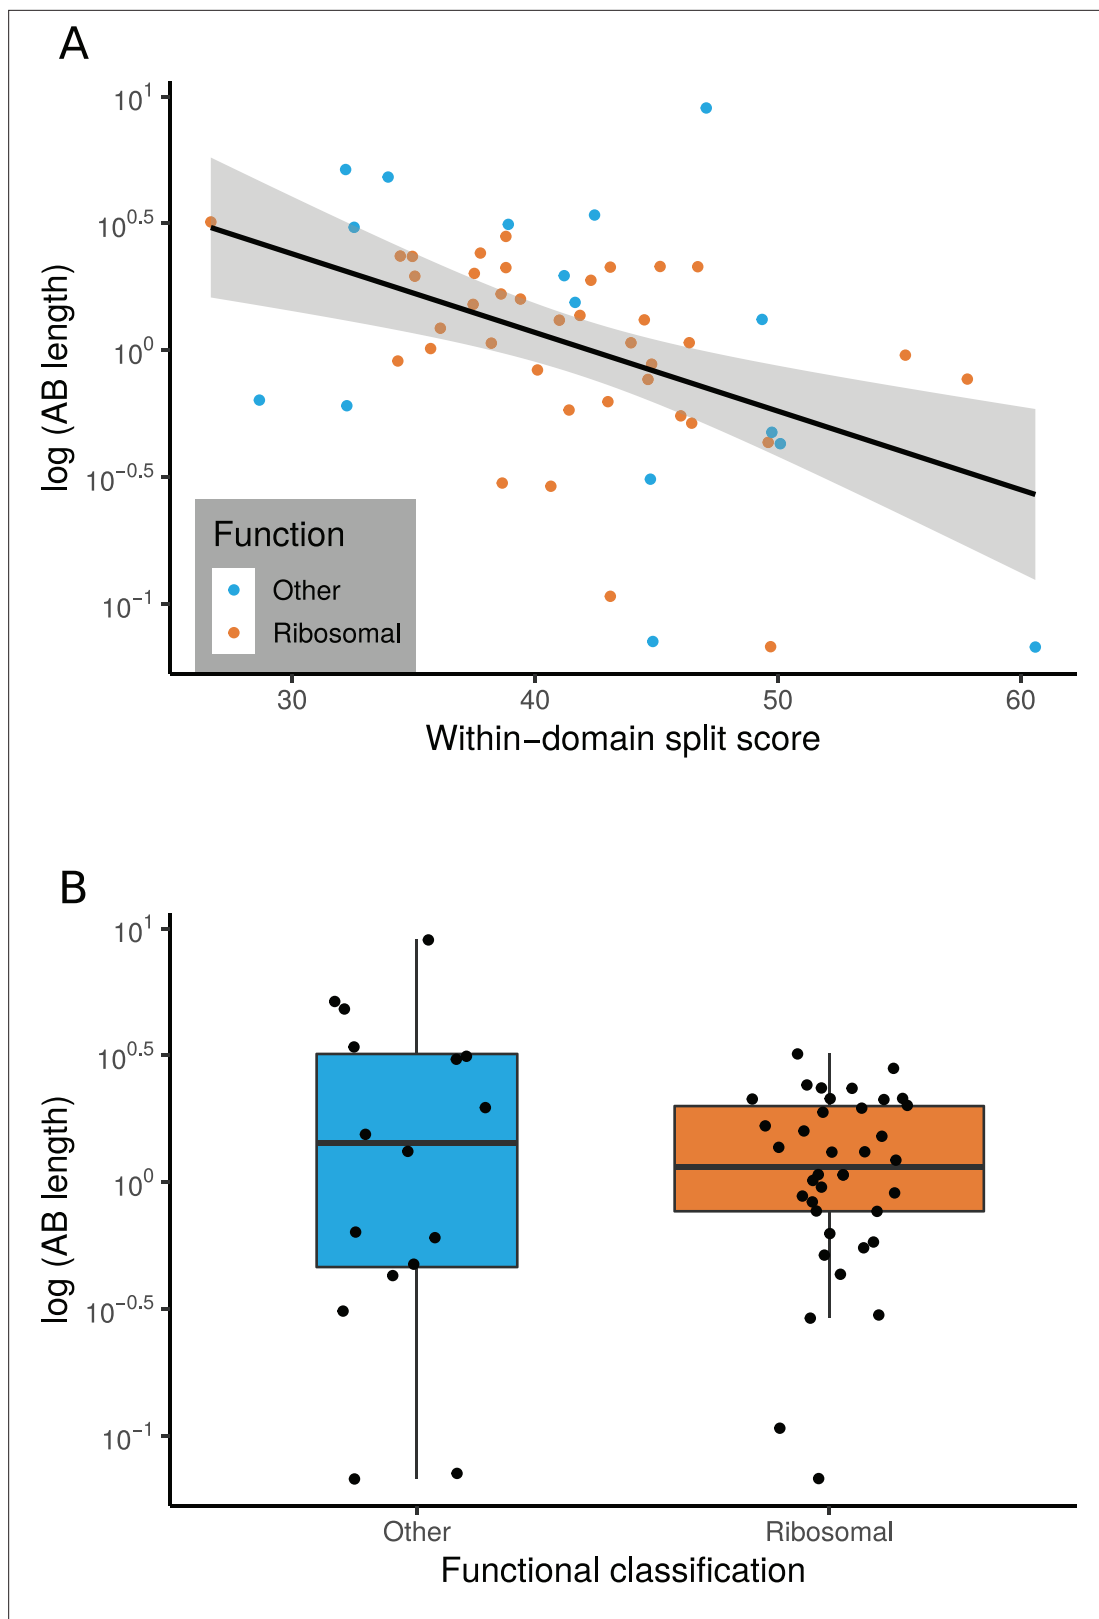 A
10^1
10^0.5
10^0
10^−0.5
10^−1
log (AB length)
Function
Other
Ribosomal
30 40 50 60
Within−domain split score
B
10^1
10^0.5
10^0
10^−0.5
10^−1
log (AB length)
Other Ribosomal
Functional classification